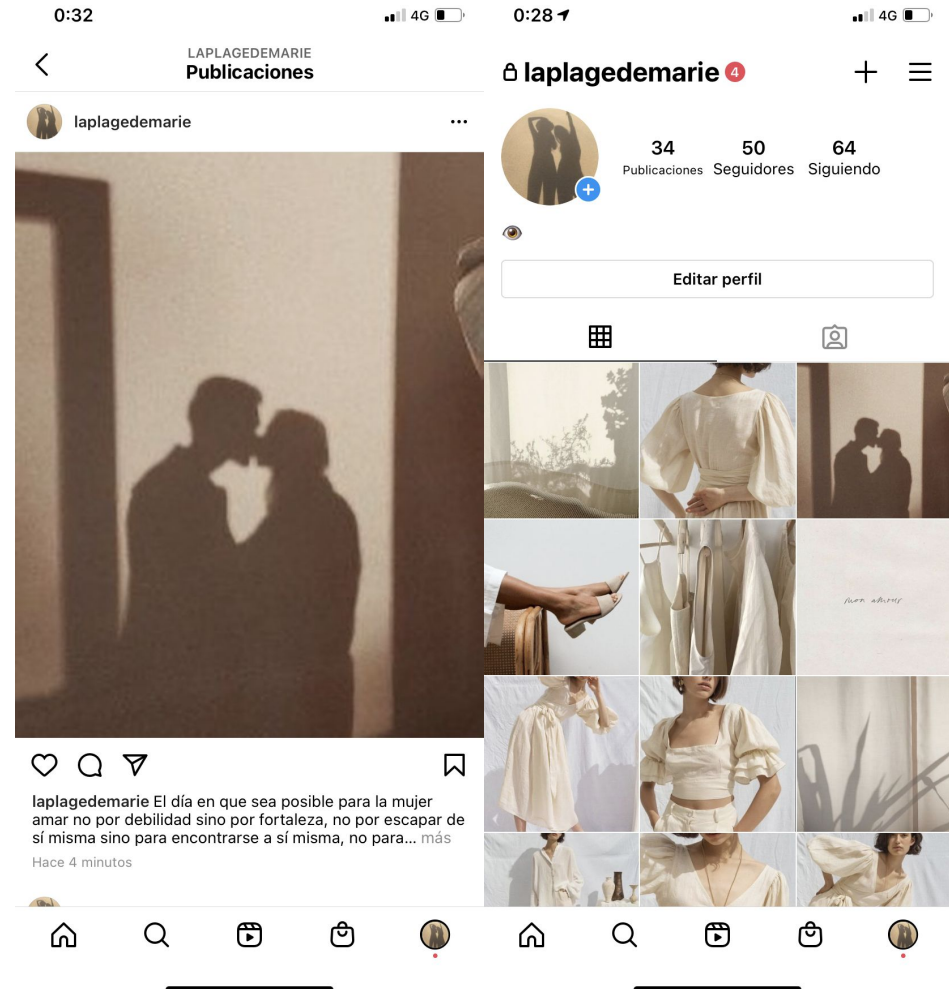 0:32
4G
LAPLAGEDEMARIE
Publicaciones
laplagedemarie
laplagedemarie El día en que sea posible para la mujer
amar no por debilidad sino por fortaleza, no por escapar de
sí misma sino para encontrarse a sí misma, no para... más
Hace 4 minutos
0:28
4G
laplagedemarie 4
34 50 64
Publicaciones Seguidores Siguiendo
Editar perfil
mon amour